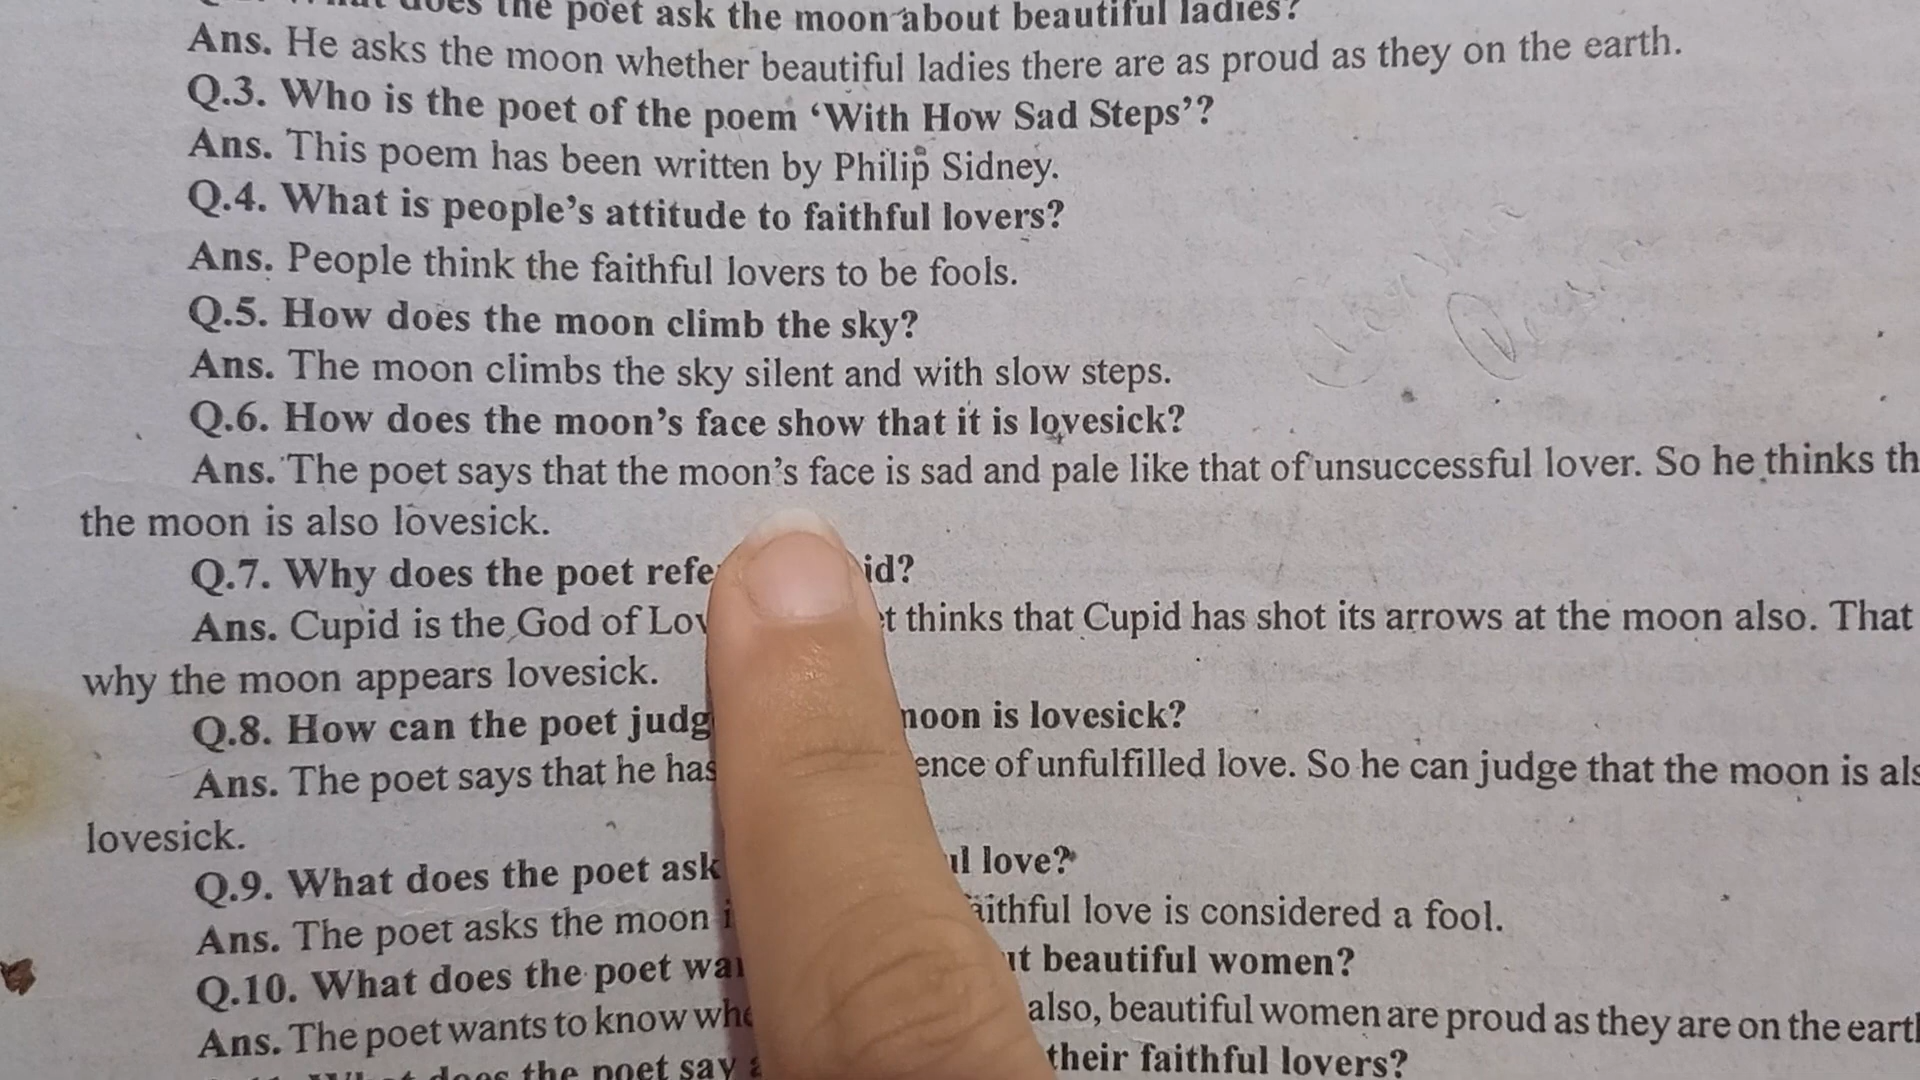 does the poet ask the moon about beautiful ladies?
Ans. He asks the moon whether beautiful ladies there are as proud as they on the earth.
Q.3. Who is the poet of the poem ‘With How Sad Steps’?
Ans. This poem has been written by Philip Sidney.
Q.4. What is people’s attitude to faithful lovers?
Ans. People think the faithful lovers to be fools.
Q.5. How does the moon climb the sky?
Ans. The moon climbs the sky silent and with slow steps.
Q.6. How does the moon’s face show that it is lovesick?
Ans. The poet says that the moon’s face is sad and pale like that of unsuccessful lover. So he thinks th
the moon is also lovesick.
Q.7. Why does the poet refe id?
Ans. Cupid is the God of Lov t thinks that Cupid has shot its arrows at the moon also. That
why the moon appears lovesick.
Q.8. How can the poet judg moon is lovesick?
Ans. The poet says that he has ence of unfulfilled love. So he can judge that the moon is als
lovesick.
Q.9. What does the poet ask ul love?
Ans. The poet asks the moon i aithful love is considered a fool.
Q.10. What does the poet wa ut beautiful women?
Ans. The poet wants to know whe also, beautiful women are proud as they are on the earth
does the poet say a their faithful lovers?